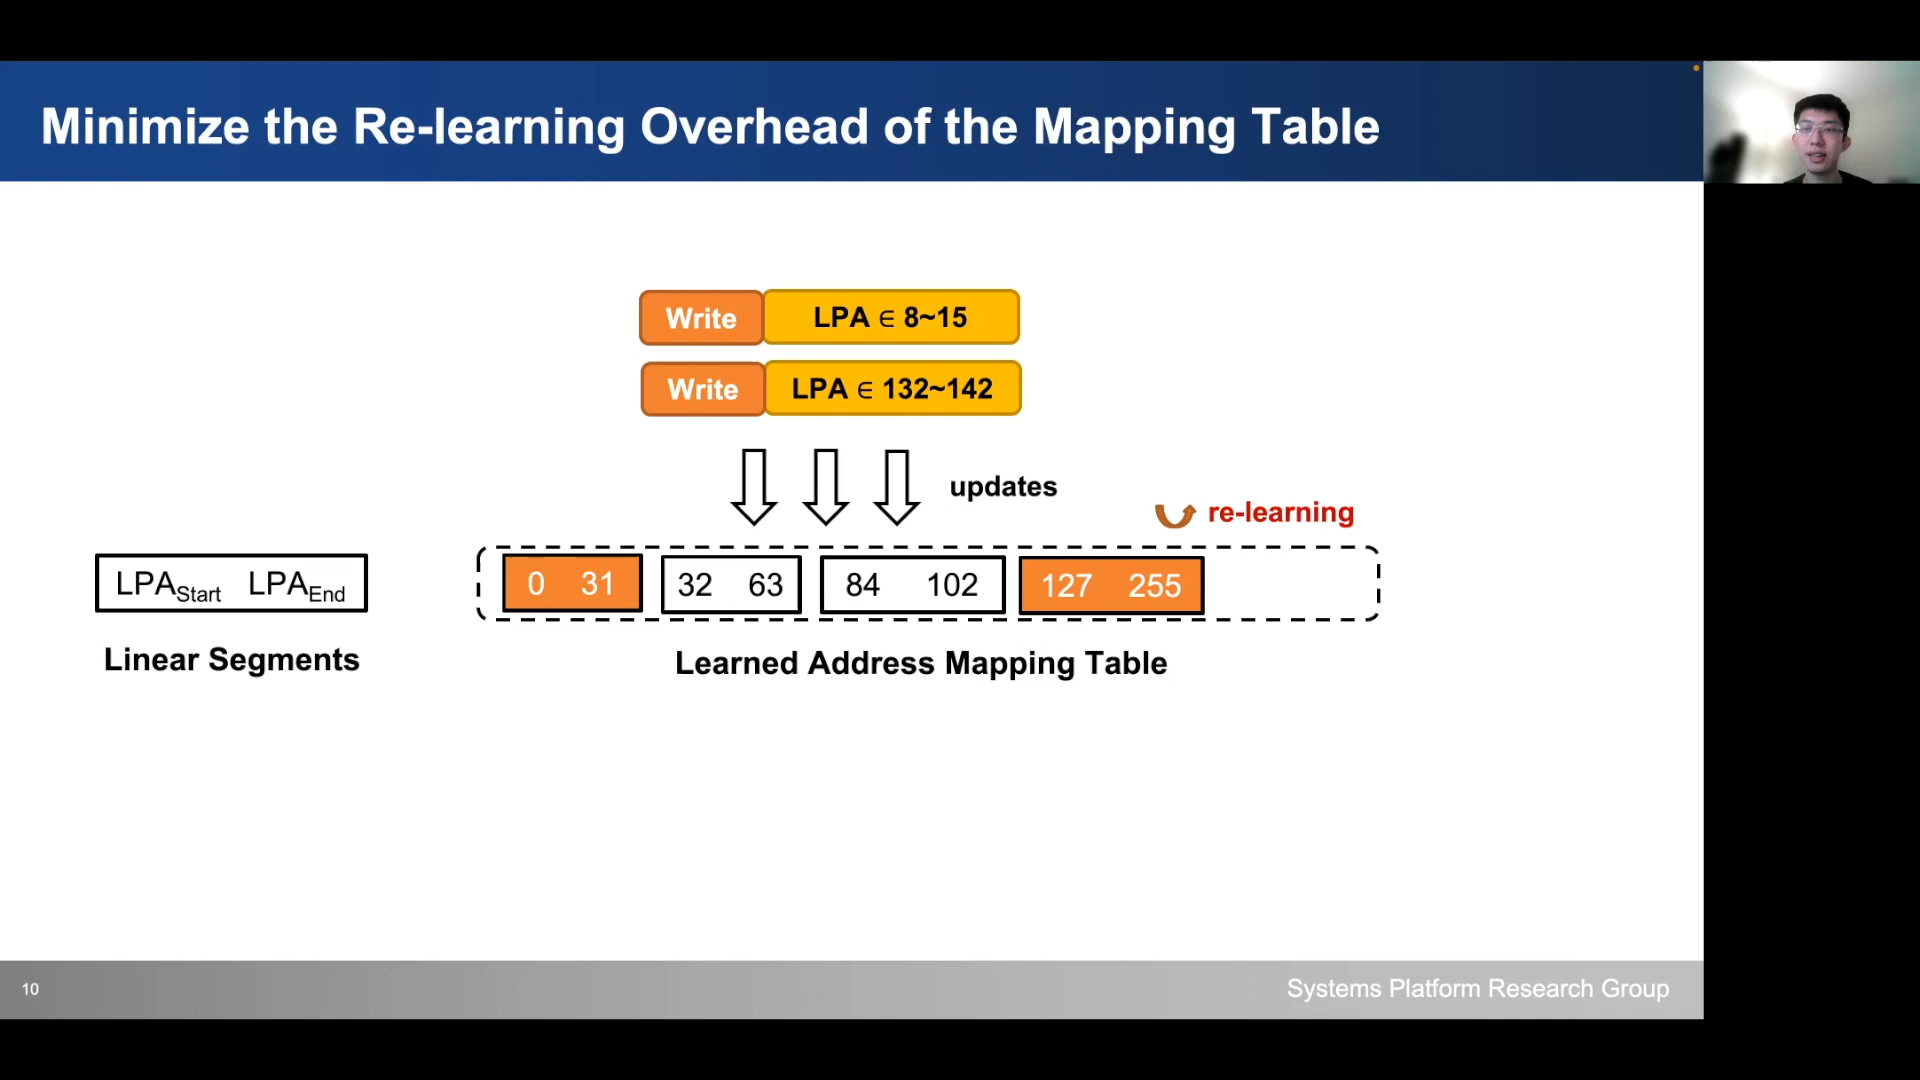 Minimize the Re-learning Overhead of the Mapping Table
Write LPA ∈ 8~15
Write LPA ∈ 132~142
updates
re-learning
LPAStart LPAEnd
0 31 32 63 84 102 127 255
Linear Segments
Learned Address Mapping Table
10
Systems Platform Research Group